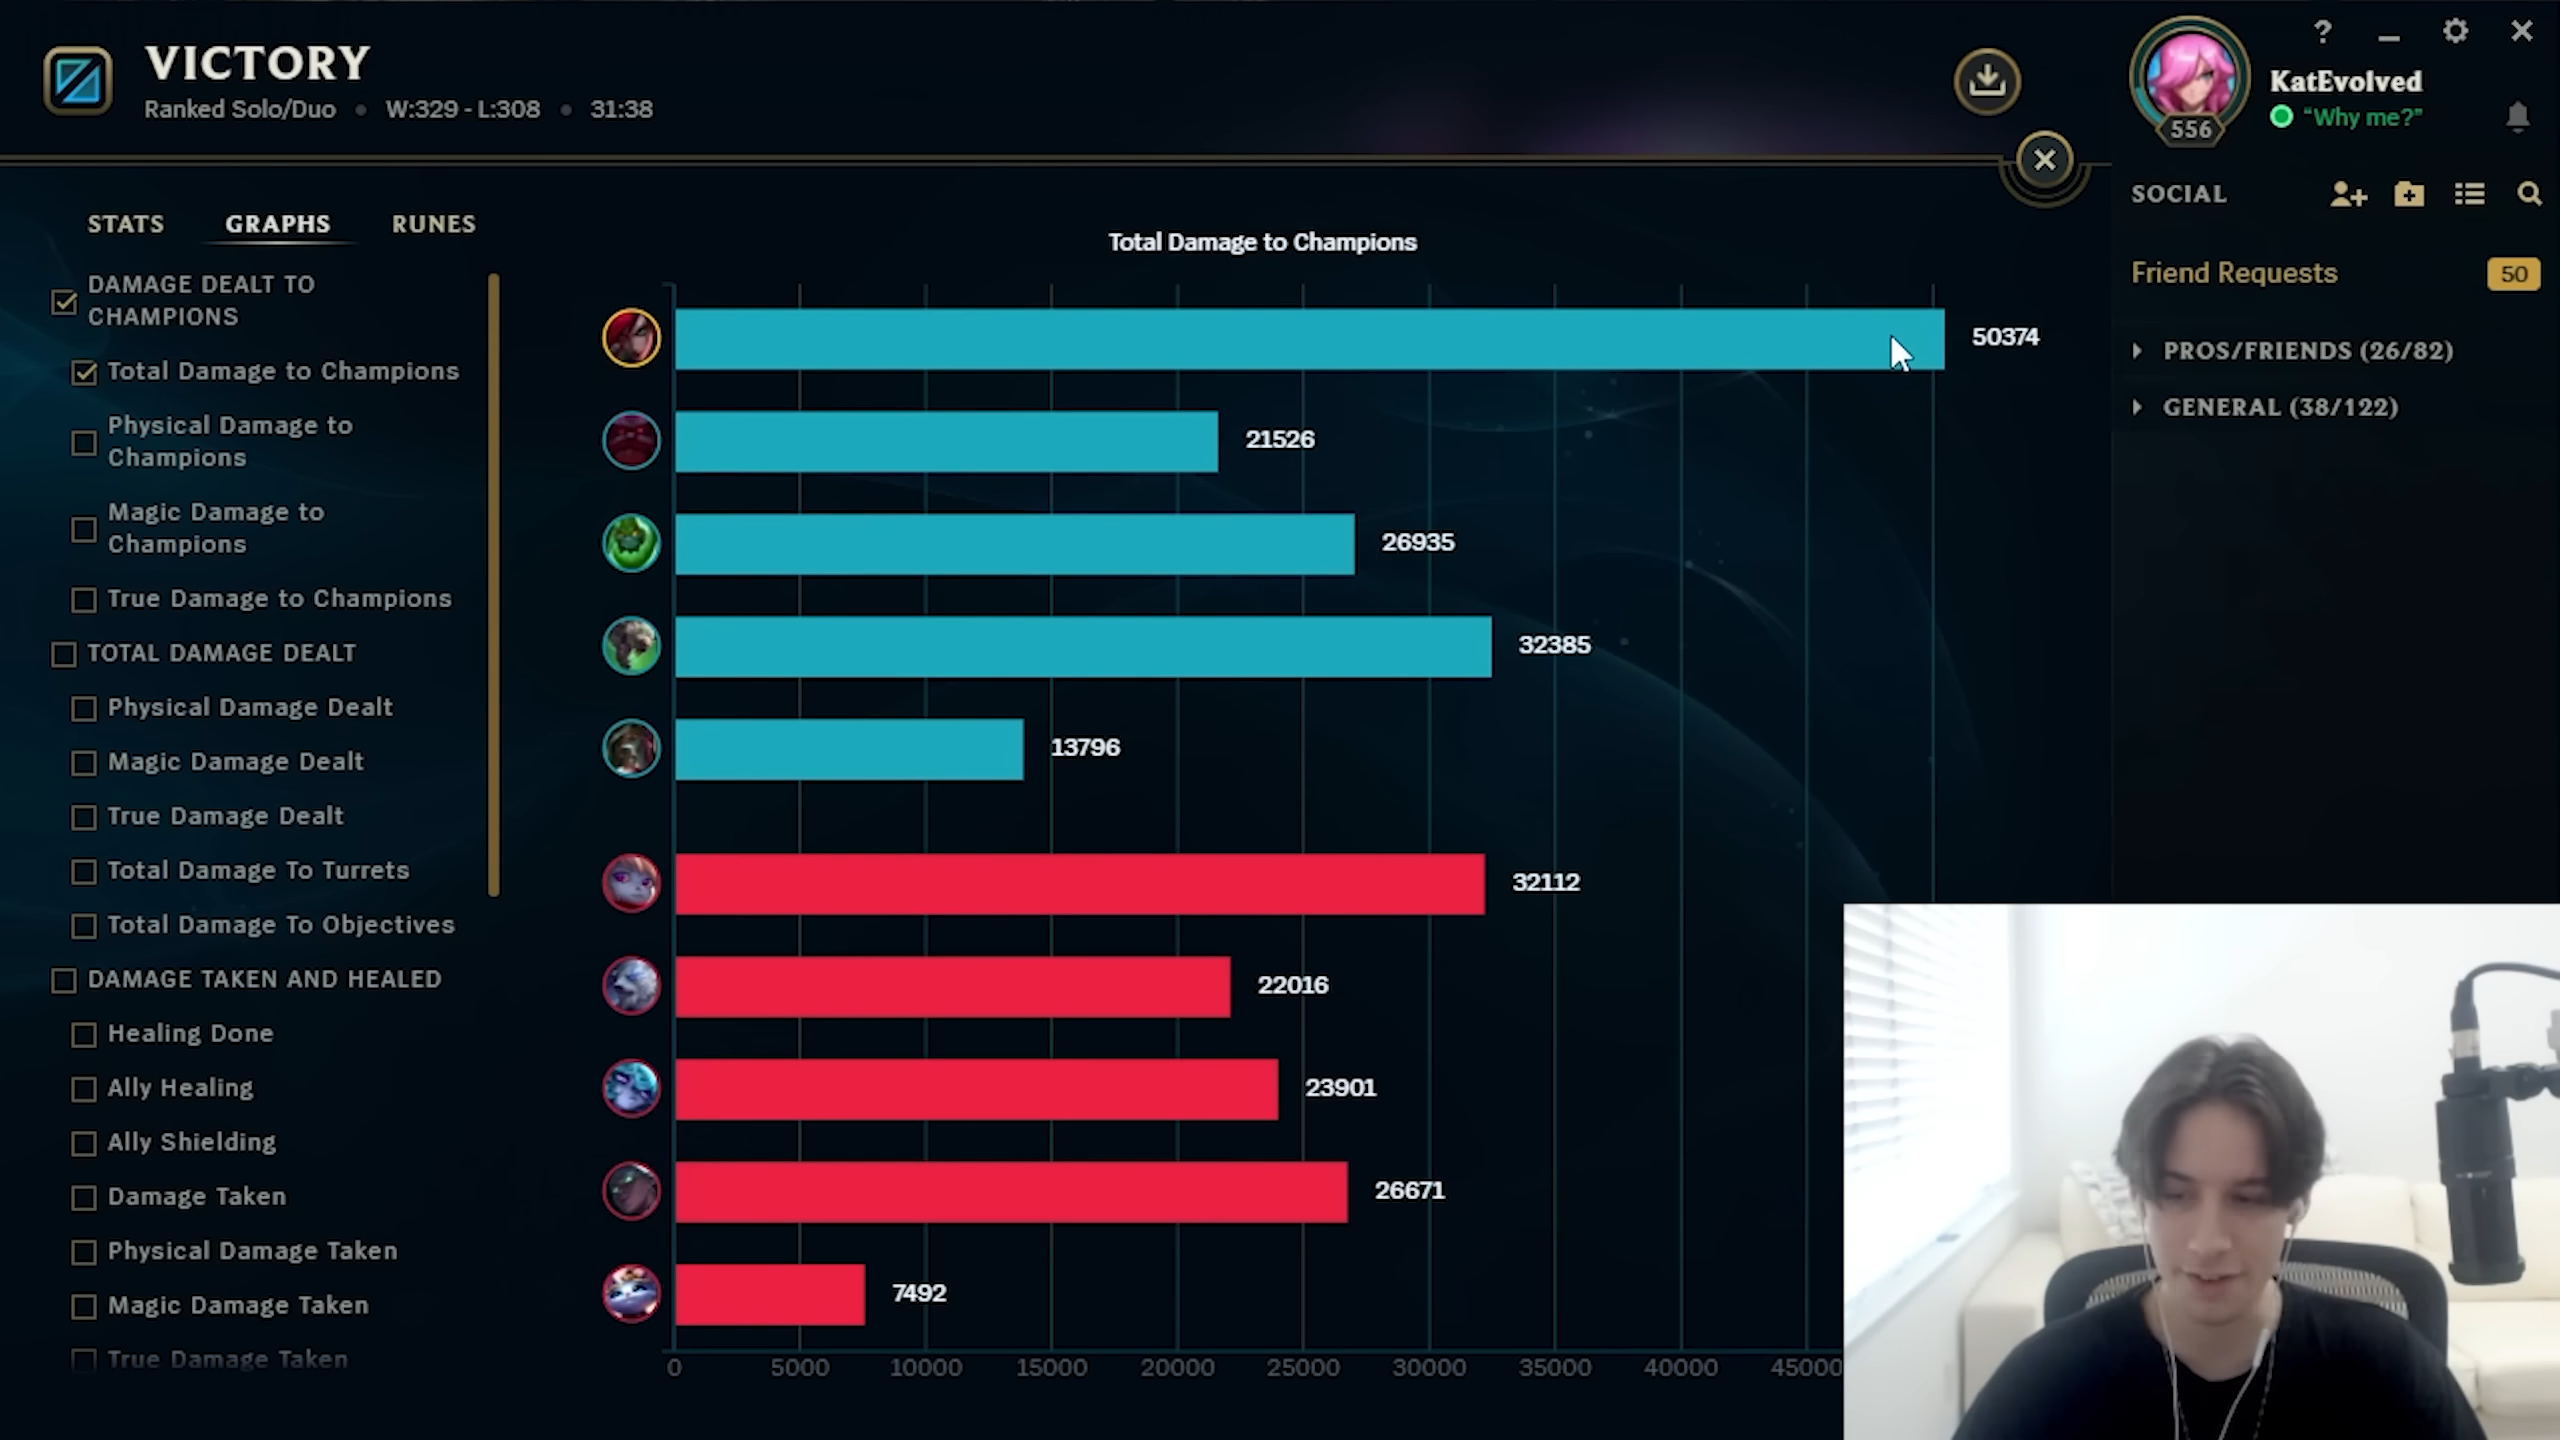 VICTORY
Ranked Solo/Duo • W:329 - L:308 • 31:38
?
KatEvolved
"Why me?"
556
SOCIAL
Friend Requests 50
PROS/FRIENDS (26/82)
GENERAL (38/122)
STATS GRAPHS RUNES
DAMAGE DEALT TO
CHAMPIONS
Total Damage to Champions
Physical Damage to
Champions
Magic Damage to
Champions
True Damage to Champions
TOTAL DAMAGE DEALT
Physical Damage Dealt
Magic Damage Dealt
True Damage Dealt
Total Damage To Turrets
Total Damage To Objectives
DAMAGE TAKEN AND HEALED
Healing Done
Ally Healing
Ally Shielding
Damage Taken
Physical Damage Taken
Magic Damage Taken
True Damage Taken
Total Damage to Champions
50374
21526
26935
32385
13796
32112
22016
23901
26671
7492
0 5000 10000 15000 20000 25000 30000 35000 40000 45000